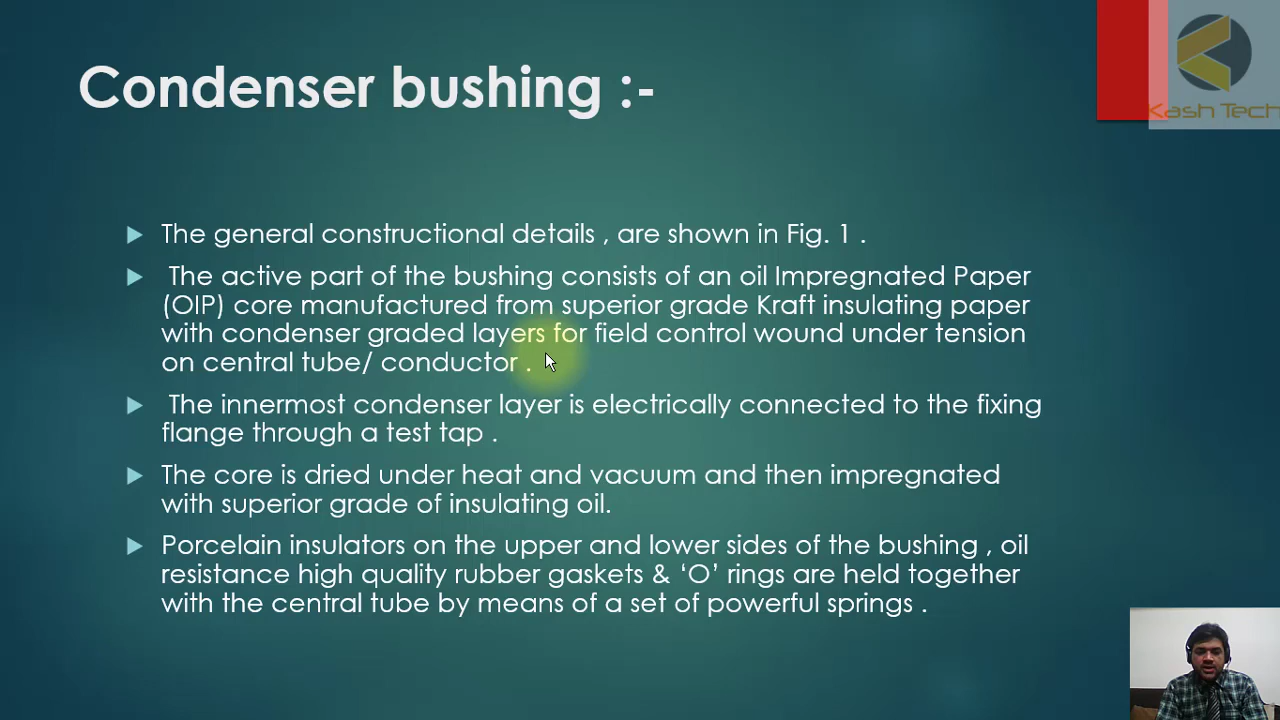 Condenser bushing :-
Kash Tech
The general constructional details , are shown in Fig. 1 .
The active part of the bushing consists of an oil Impregnated Paper
(OIP) core manufactured from superior grade Kraft insulating paper
with condenser graded layers for field control wound under tension
on central tube/ conductor .
The innermost condenser layer is electrically connected to the fixing
flange through a test tap .
The core is dried under heat and vacuum and then impregnated
with superior grade of insulating oil.
Porcelain insulators on the upper and lower sides of the bushing , oil
resistance high quality rubber gaskets & ‘O’ rings are held together
with the central tube by means of a set of powerful springs .